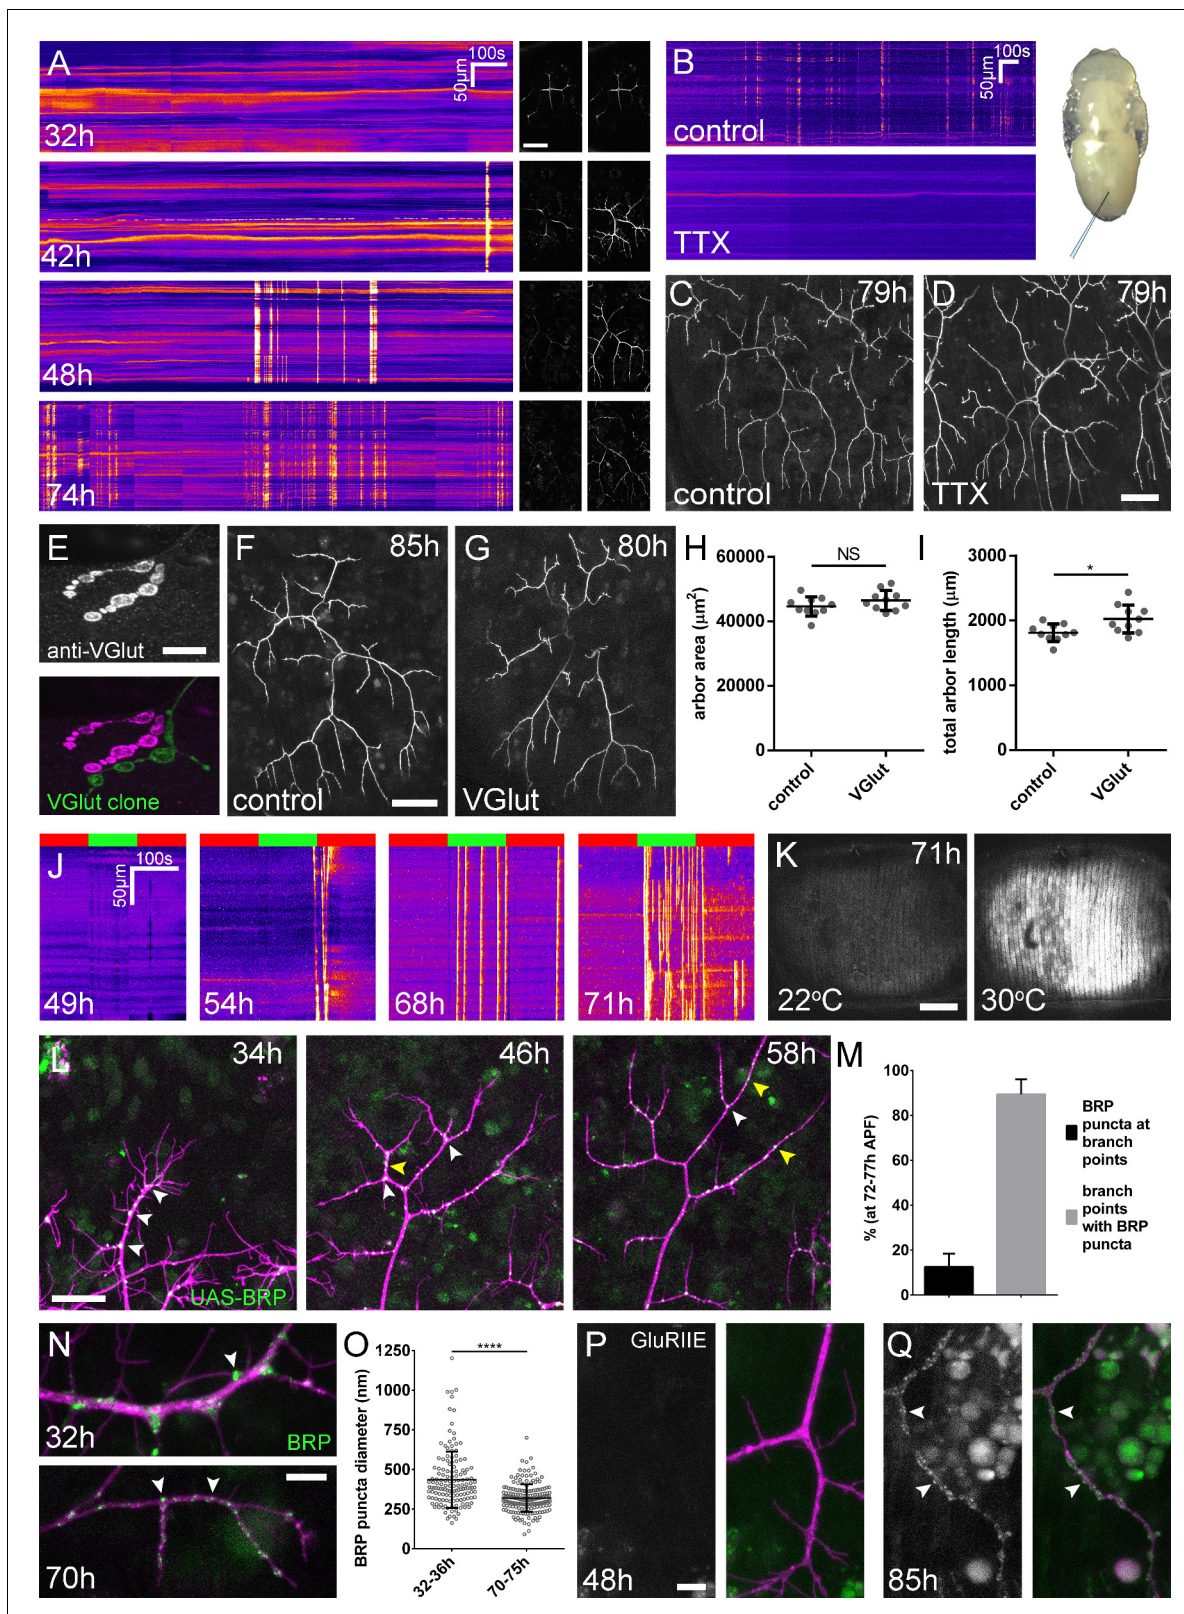 A
100s
50µm
32h
42h
48h
74h
B
100s
50µm
control
TTX
C
79h
control
D
79h
TTX
E
anti-VGlut
VGlut clone
F
85h
control
G
80h
VGlut
H
NS
60000
40000
20000
0
arbor area (µm²)
control
VGlut
I
*
3000
2000
1000
0
total arbor length (µm)
control
VGlut
J
100s
50µm
49h
54h
68h
71h
K
71h
22°C
30°C
L
34h
UAS-BRP
46h
58h
M
100
80
60
40
20
0
% (at 72-77h APF)
BRP
puncta at
branch
points
branch
points
with BRP
puncta
N
32h
BRP
70h
O
****
1250
1000
750
500
250
0
BRP puncta diameter (nm)
32-36h
70-75h
P
GluRIIE
48h
Q
85h